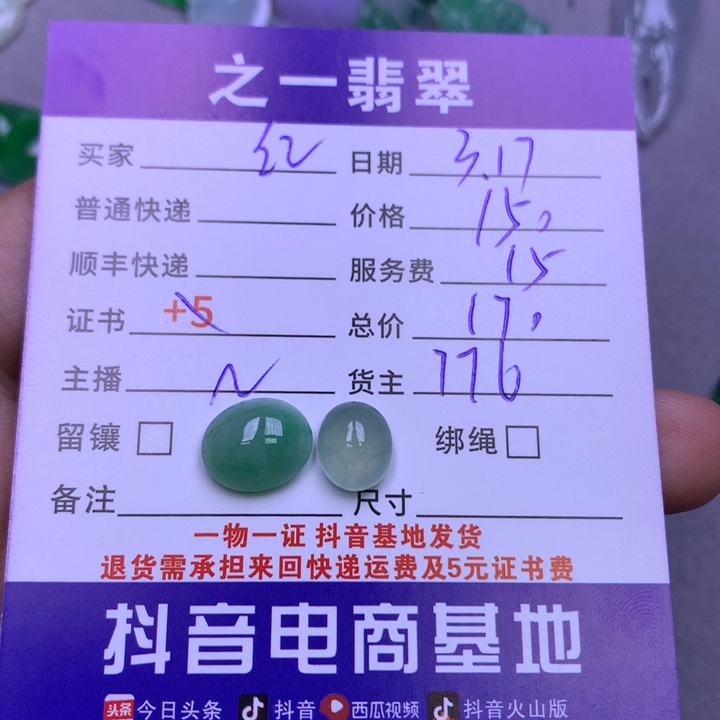 之一翡翠
买家 红 日期 3.17
普通快递 价格 150
顺丰快递 服务费 15
证书 +5 总价 170
主播 货主 776
留镶 绑绳
备注 尺寸
一物一证 抖音基地发货
退货需承担来回快递运费及5元证书费
抖音电商基地
头条 今日头条 抖音 西瓜视频 抖音火山版